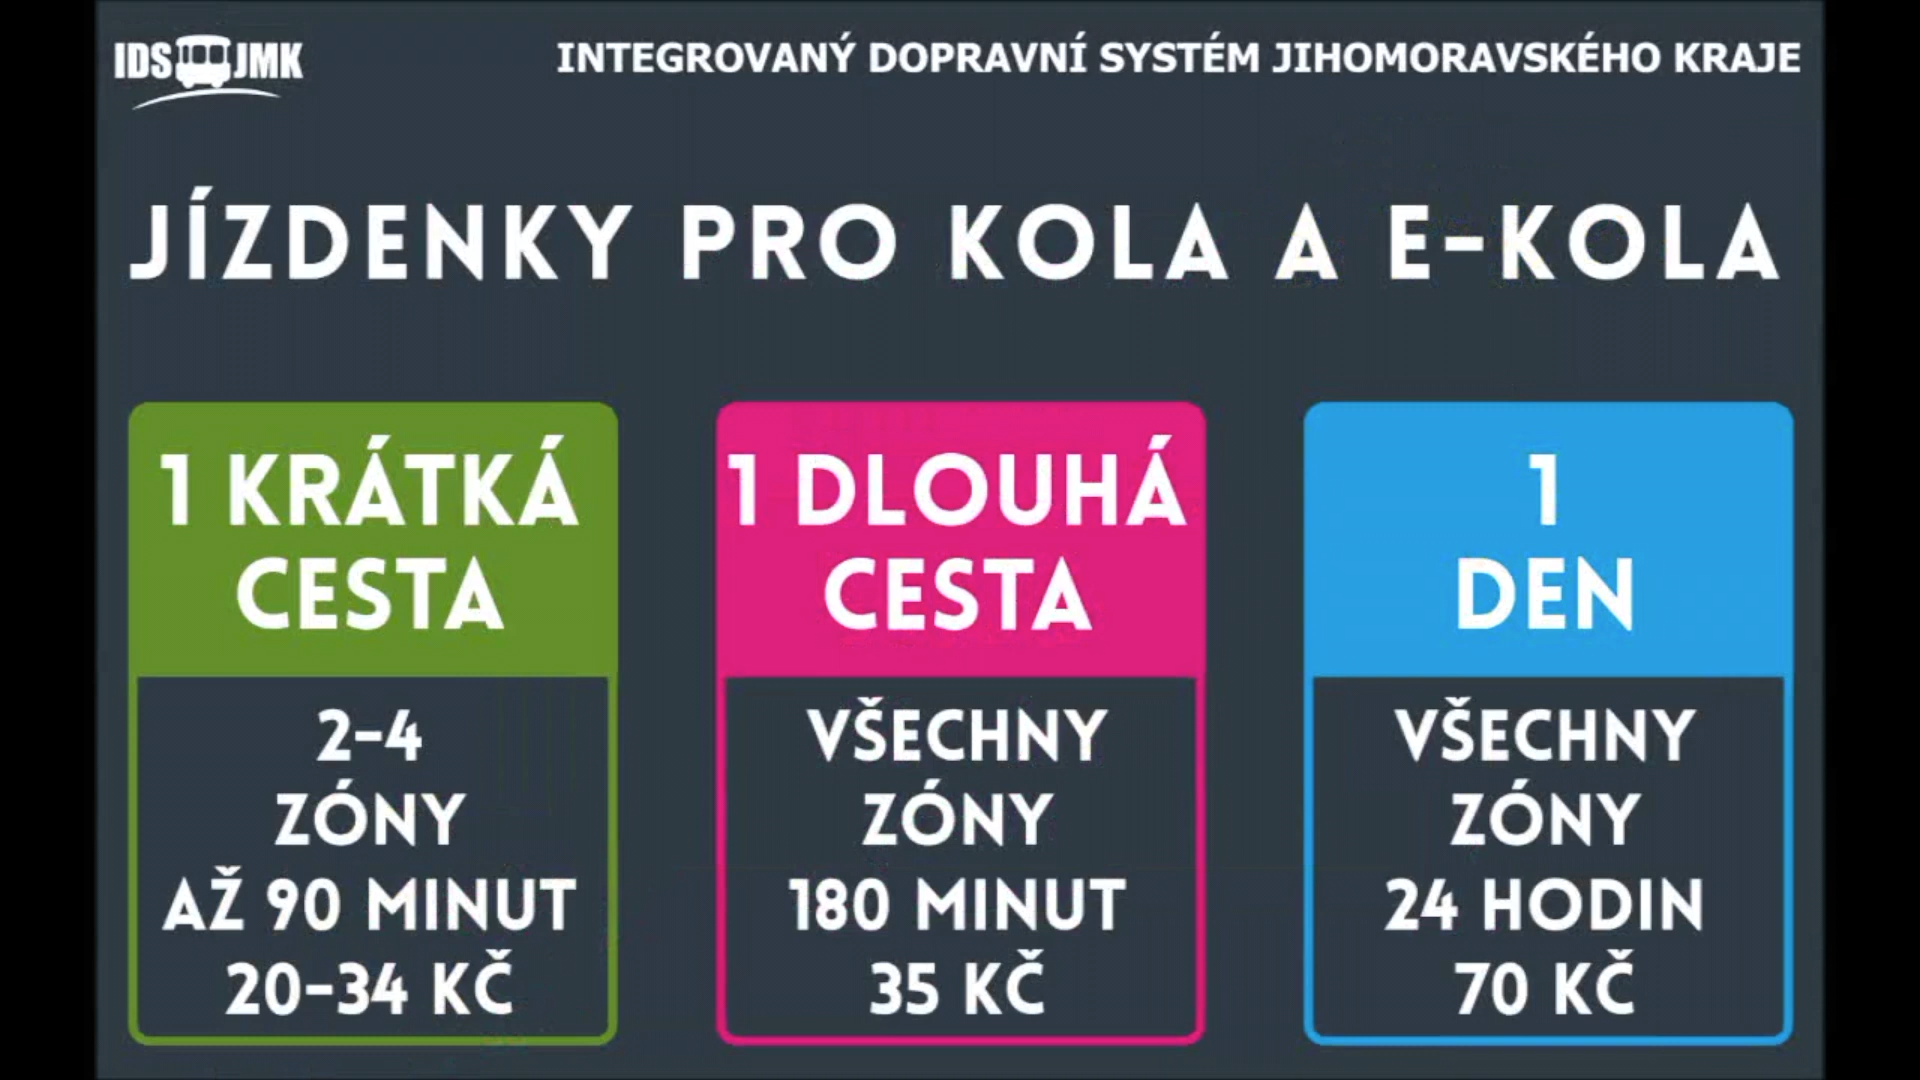 IDS JMK
INTEGROVANÝ DOPRAVNÍ SYSTÉM JIHOMORAVSKÉHO KRAJE
JÍZDENKY PRO KOLA A E-KOLA
1 KRÁTKÁ
CESTA
2-4
ZÓNY
AŽ 90 MINUT
20-34 KČ
1 DLOUHÁ
CESTA
VŠECHNY
ZÓNY
180 MINUT
35 KČ
1
DEN
VŠECHNY
ZÓNY
24 HODIN
70 KČ